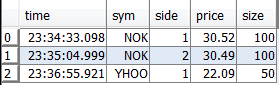 time sym side price size
0 23:34:33.098 NOK 1 30.52 100
1 23:35:04.999 NOK 2 30.49 100
2 23:36:55.921 YHOO 1 22.09 50